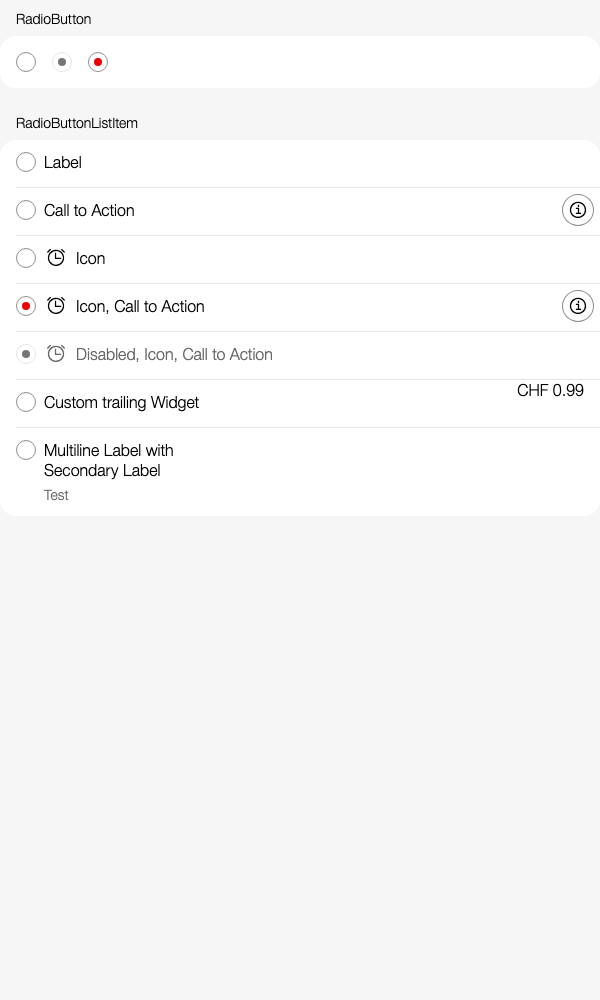 RadioButton
RadioButtonListItem
Label
Call to Action
Icon
Icon, Call to Action
Disabled, Icon, Call to Action
Custom trailing Widget
CHF 0.99
Multiline Label with
Secondary Label
Test